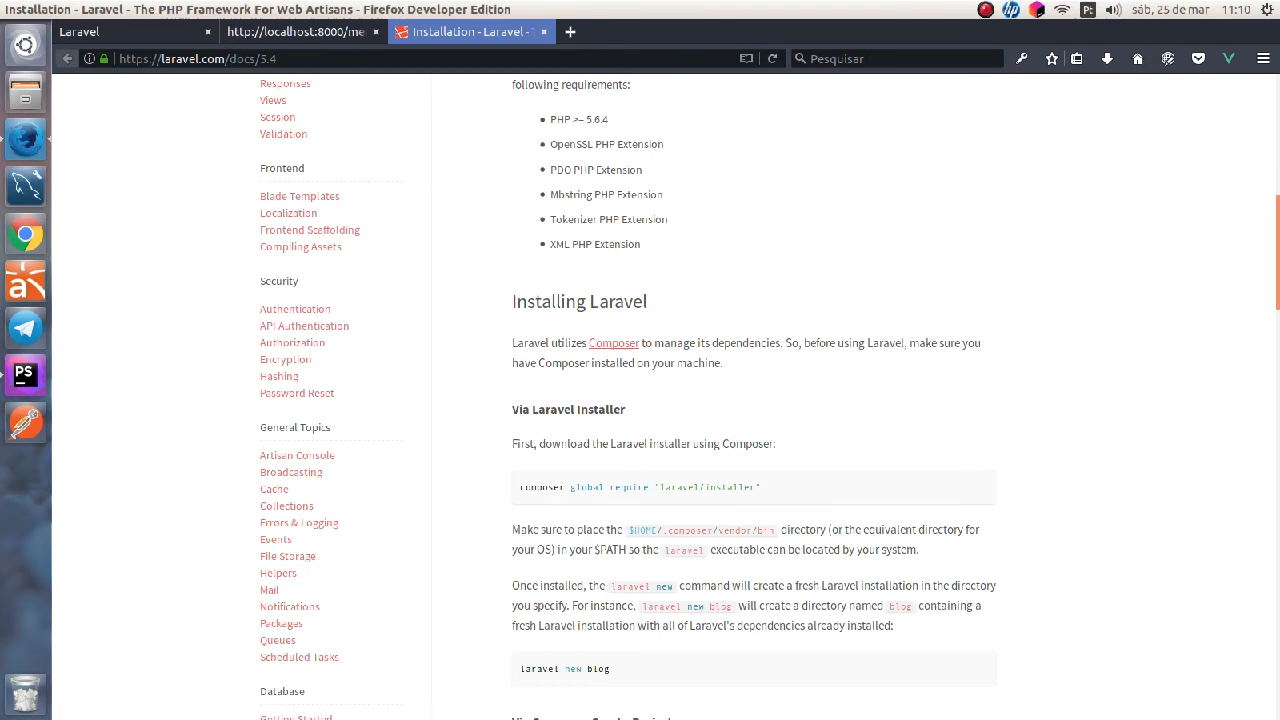 Installation - Laravel - The PHP Framework For Web Artisans - Firefox Developer Edition
Pt
sáb, 25 de mar
11:10
Laravel
http://localhost:8000/me
Installation - Laravel -
https://laravel.com/docs/5.4
Pesquisar
Responses
Views
Session
Validation
Frontend
Blade Templates
Localization
Frontend Scaffolding
Compiling Assets
Security
Authentication
API Authentication
Authorization
Encryption
Hashing
Password Reset
General Topics
Artisan Console
Broadcasting
Cache
Collections
Errors & Logging
Events
File Storage
Helpers
Mail
Notifications
Packages
Queues
Scheduled Tasks
Database
Getting Started
following requirements:
PHP >= 5.6.4
OpenSSL PHP Extension
PDO PHP Extension
Mbstring PHP Extension
Tokenizer PHP Extension
XML PHP Extension
Installing Laravel
Laravel utilizes Composer to manage its dependencies. So, before using Laravel, make sure you
have Composer installed on your machine.
Via Laravel Installer
First, download the Laravel installer using Composer:
composer global require "laravel/installer"
Make sure to place the $HOME/.composer/vendor/bin directory (or the equivalent directory for
your OS) in your $PATH so the laravel executable can be located by your system.
Once installed, the laravel new command will create a fresh Laravel installation in the directory
you specify. For instance, laravel new blog will create a directory named blog containing a
fresh Laravel installation with all of Laravel's dependencies already installed:
laravel new blog
Via Composer Create-Project
PS
hp